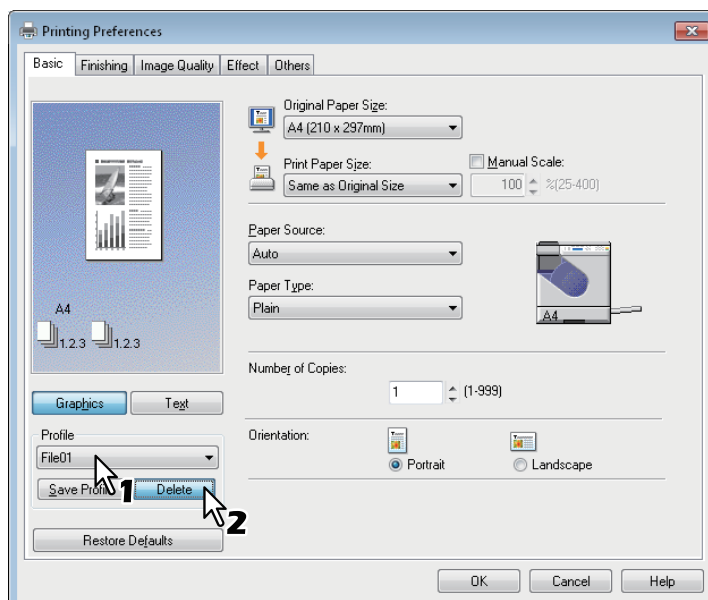 Printing Preferences
Basic Finishing Image Quality Effect Others
Original Paper Size:
A4 (210 x 297mm)
Print Paper Size:
Same as Original Size
Manual Scale:
100 %(25-400)
Paper Source:
Auto
Paper Type:
Plain
A4
A4
1.2.3 1.2.3
Number of Copies:
1 (1-999)
Graphics Text
Profile
File01
Save Profile Delete
1
2
Orientation:
Portrait Landscape
Restore Defaults
OK Cancel Help